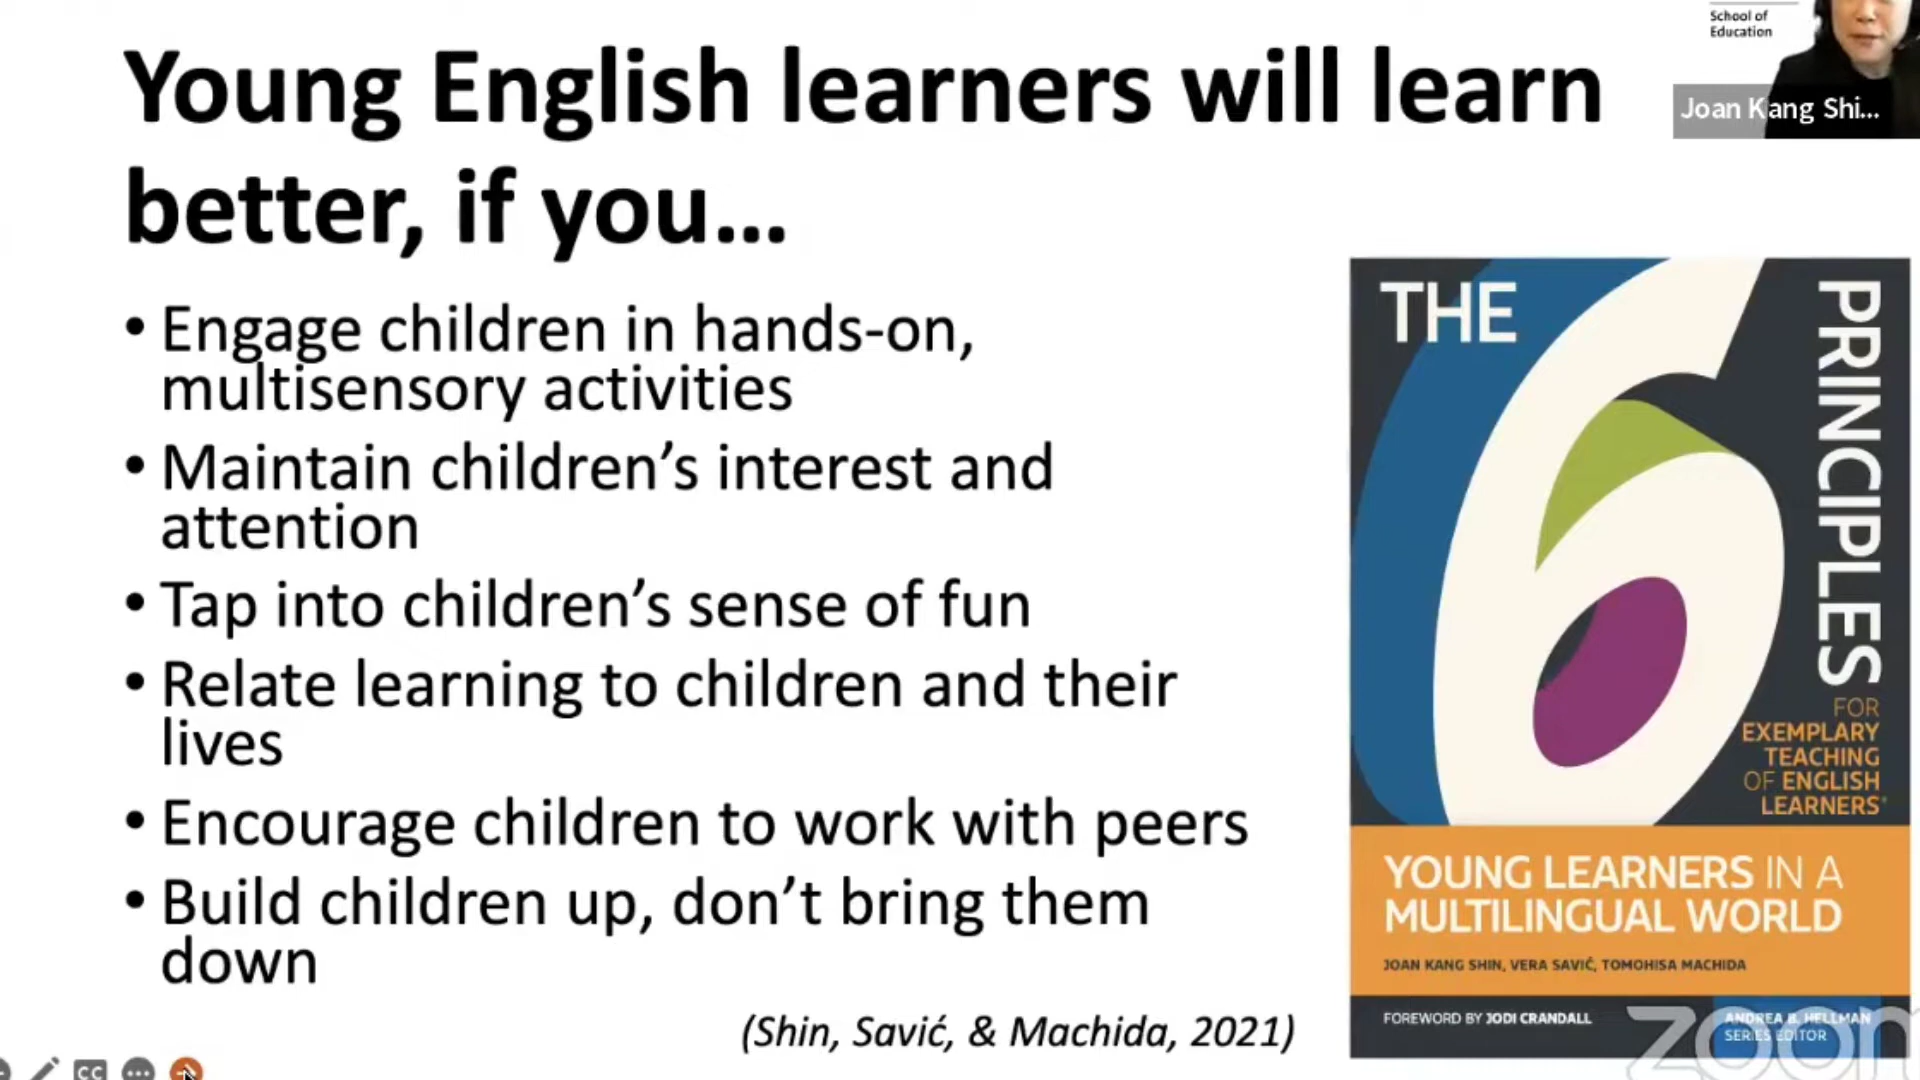 School of
Education
Joan Kang Shi...
Young English learners will learn
better, if you...
• Engage children in hands-on,
multisensory activities
• Maintain children’s interest and
attention
• Tap into children’s sense of fun
• Relate learning to children and their
lives
• Encourage children to work with peers
• Build children up, don’t bring them
down
(Shin, Savić, & Machida, 2021)
THE
6
PRINCIPLES
FOR
EXEMPLARY
TEACHING
OF ENGLISH
LEARNERS
YOUNG LEARNERS IN A
MULTILINGUAL WORLD
JOAN KANG SHIN, VERA SAVIĆ, TOMOHISA MACHIDA
FOREWORD BY JODI CRANDALL
ANDREA B. HELLMAN
SERIES EDITOR
zoom
CC